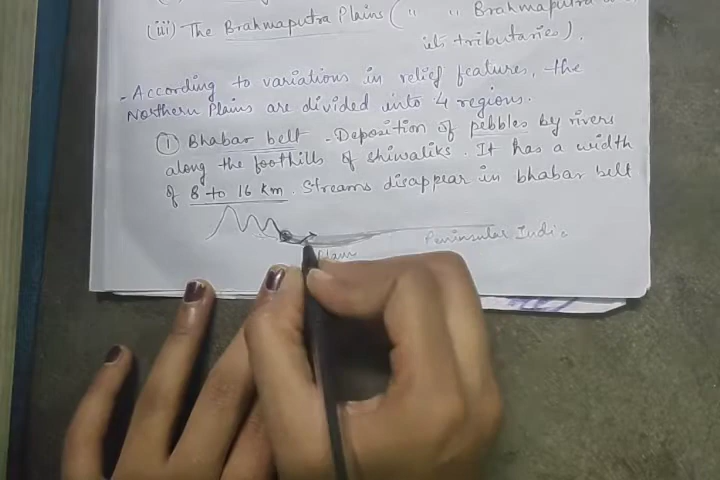 (iii) The Brahmaputra Plains ( " " Brahmaputra
its tributaries).
- According to variations in relief features, the
Northern Plains are divided into 4 regions.
① Bhabar belt - Deposition of pebbles by rivers
along the foothills of shiwaliks. It has a width
of 8 to 16 km. Streams disappear in bhabar belt
Peninsular India
Plain